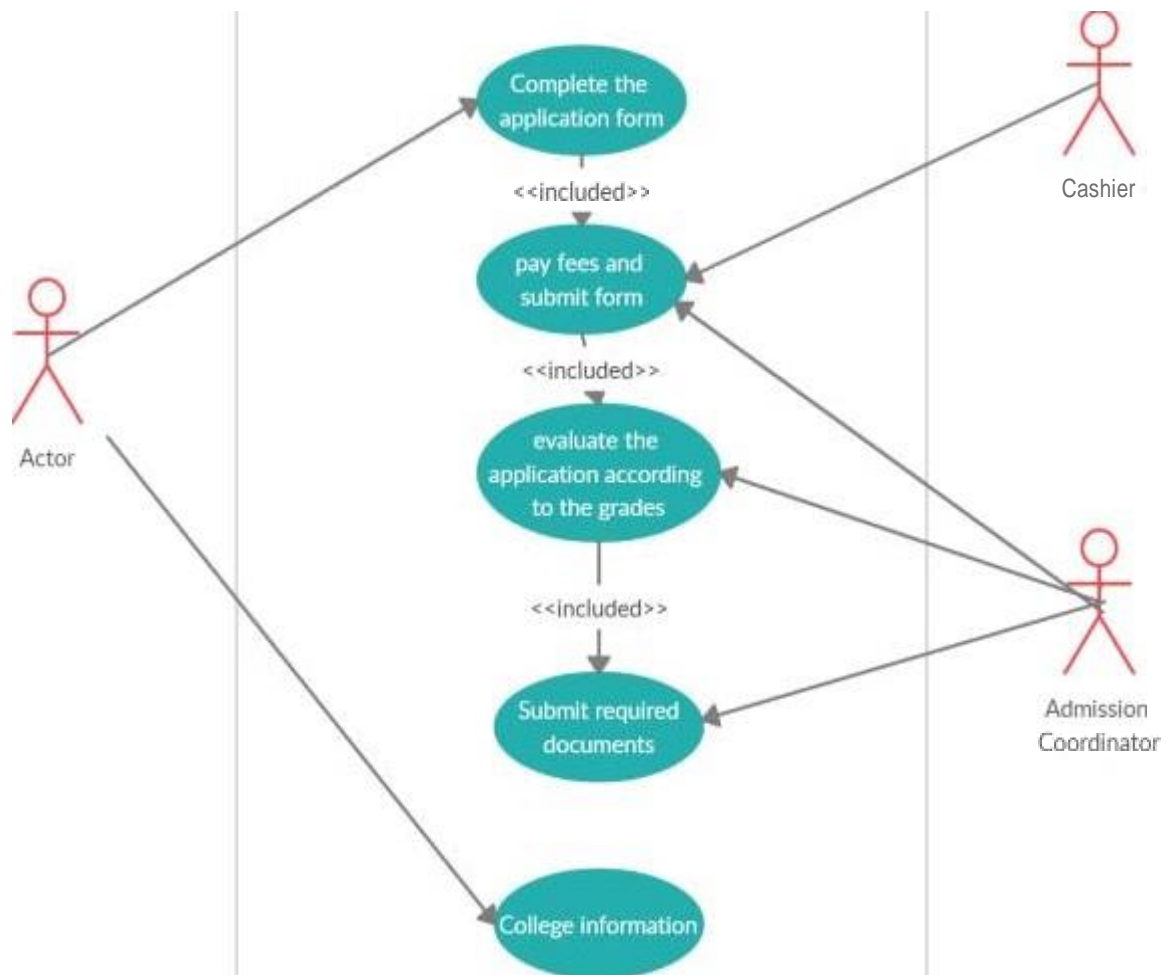 Complete the
application form
<<included>>
Cashier
pay fees and
submit form
<<included>>
Actor
evaluate the
application according
to the grades
<<included>>
Submit required
documents
Admission
Coordinator
College information